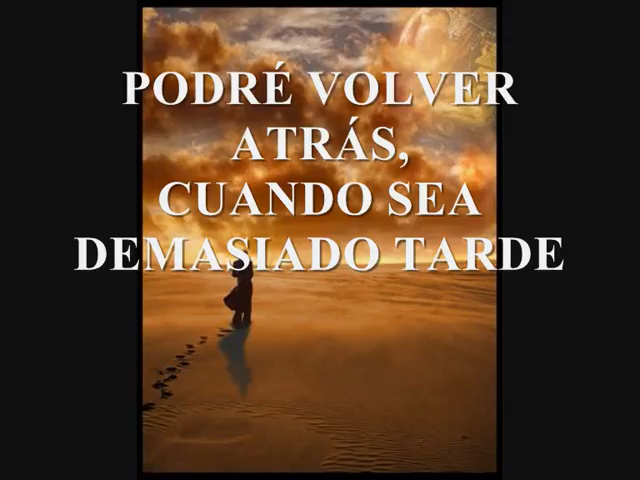 PODRÉ VOLVER
ATRÁS,
CUANDO SEA
DEMASIADO TARDE